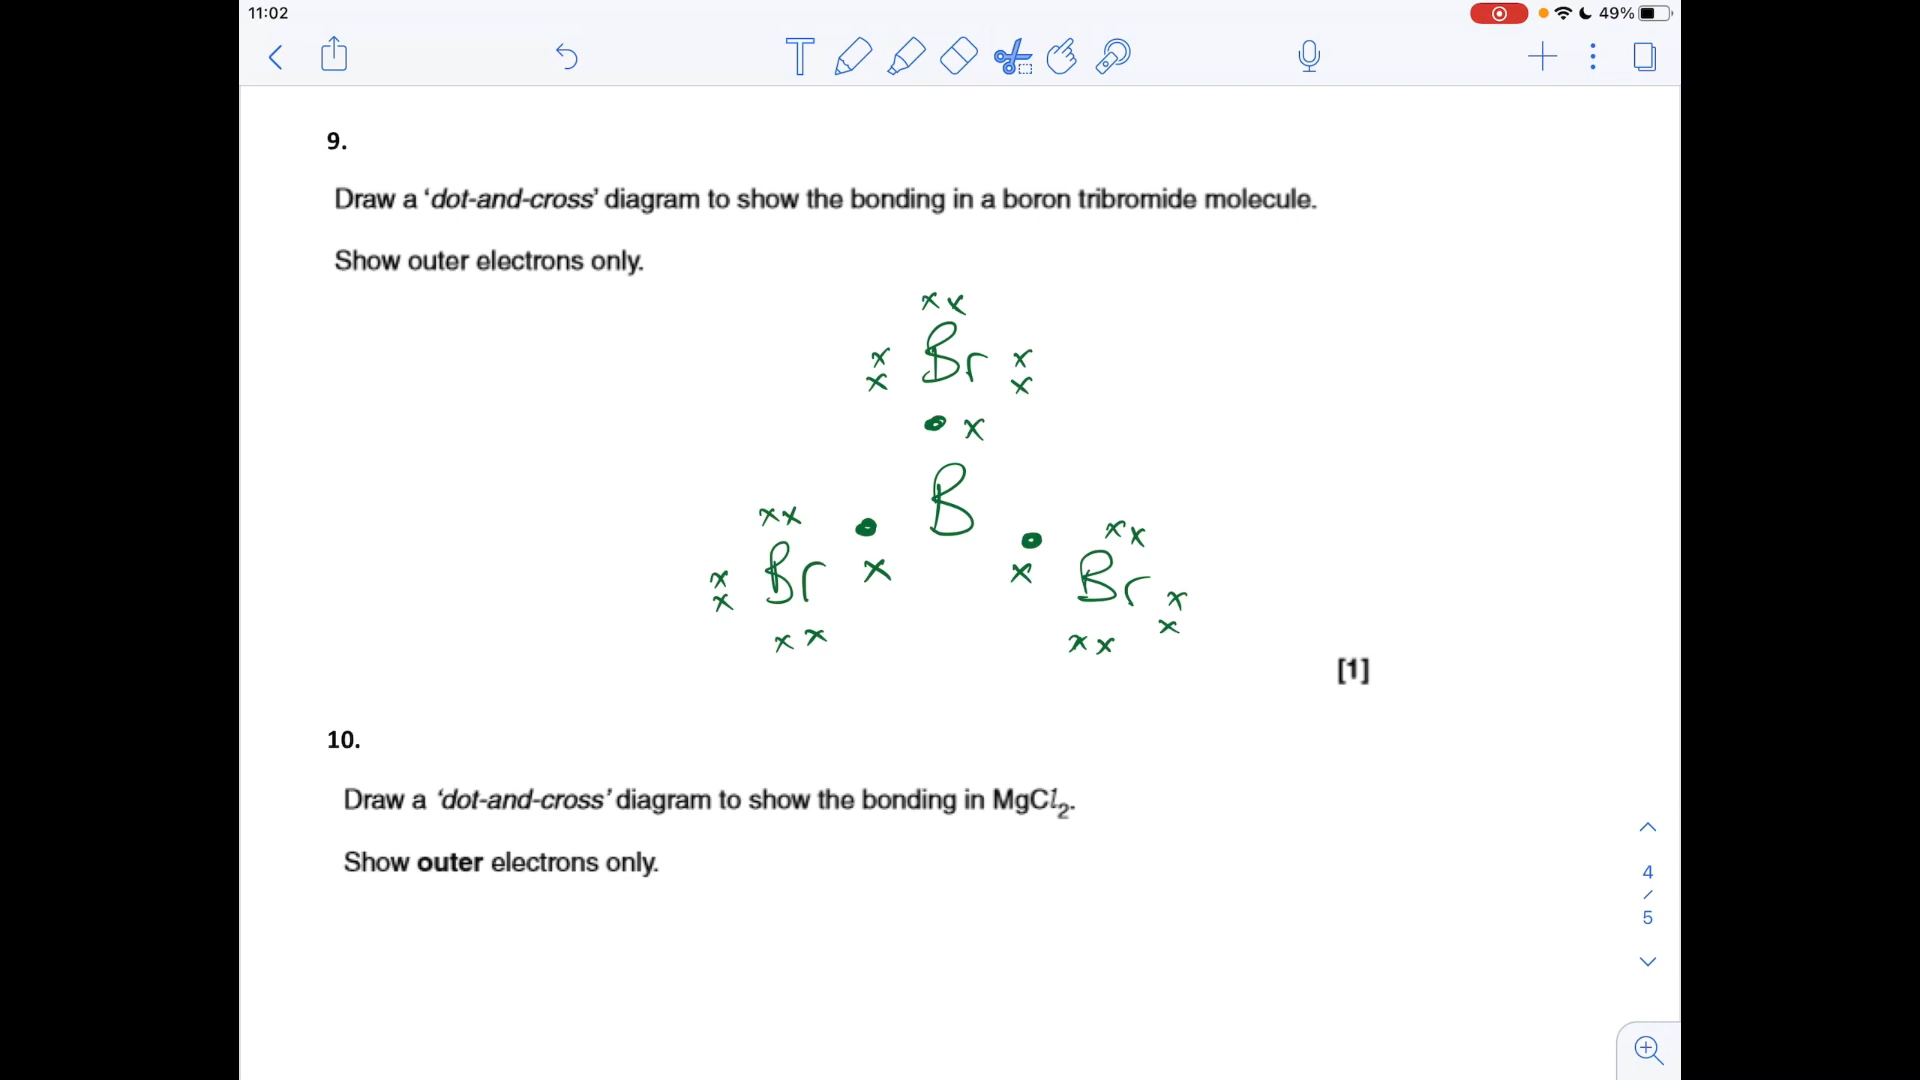 11:02
49%
T
9.
Draw a ‘dot-and-cross’ diagram to show the bonding in a boron tribromide molecule.
Show outer electrons only.
x x
x Br x
x x
• x
B
x x • • x x
x Br x x Br x
x x
x x x x
[1]
10.
Draw a ‘dot-and-cross’ diagram to show the bonding in MgCl₂.
Show outer electrons only.
4
/
5